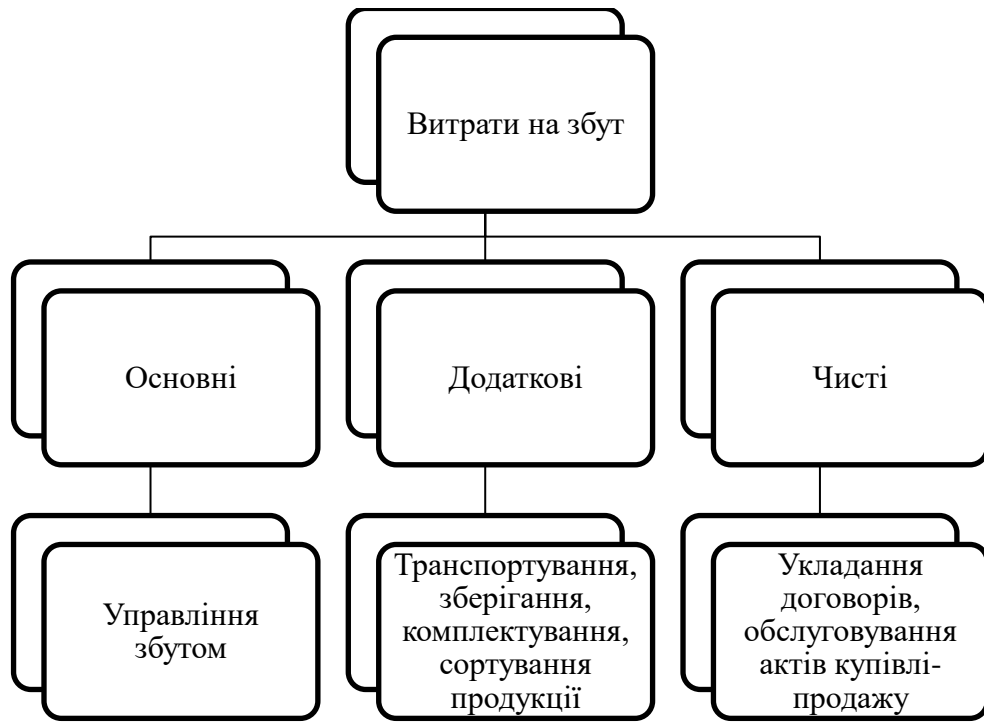 Витрати на збут
Основні
Додаткові
Чисті
Управління
збутом
Транспортування,
зберігання,
комплектування,
сортування
продукції
Укладання
договорів,
обслуговування
актів купівлі-
продажу